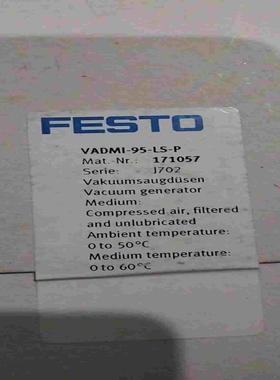 FESTO
VADMI-95-LS-P
Mat.-Nr.: 171057
Serie: J702
Vakuumsaugdüsen
Vacuum generator
Medium:
Compressed air, filtered
and unlubricated
Ambient temperature:
0 to 50°C
Medium temperature:
0 to 60°C